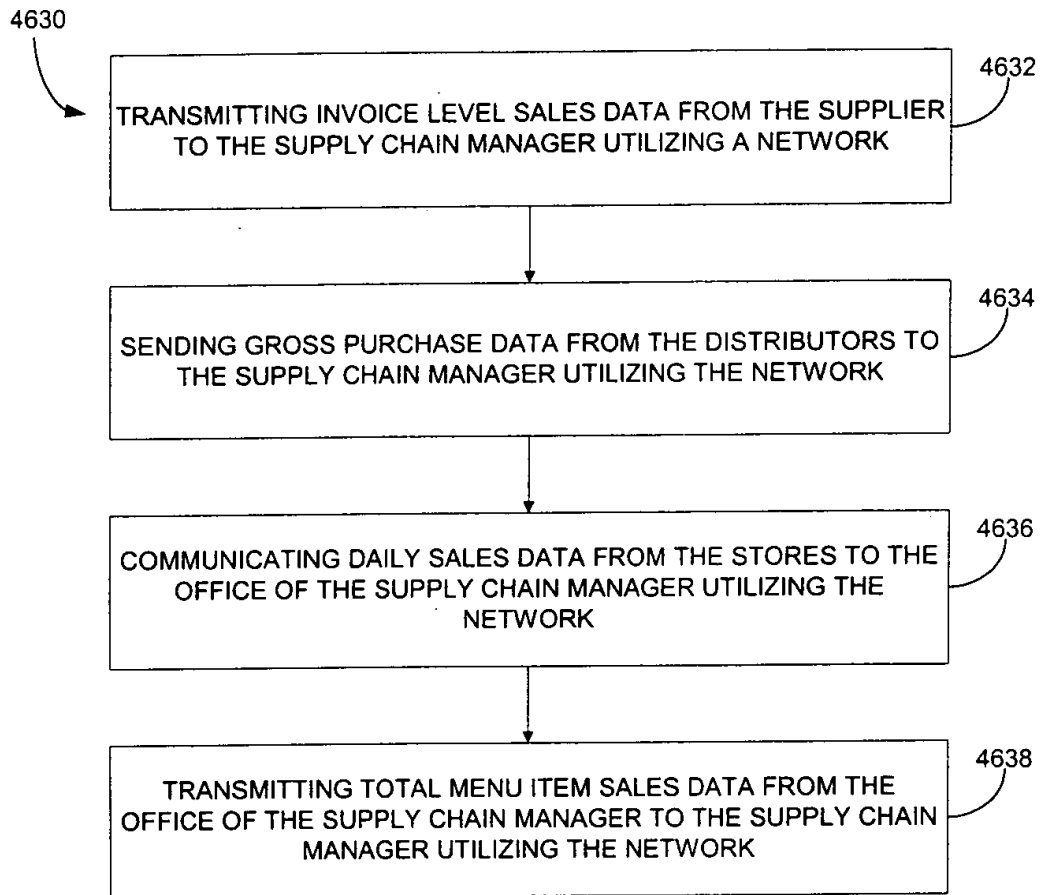 4630
4632
TRANSMITTING INVOICE LEVEL SALES DATA FROM THE SUPPLIER
TO THE SUPPLY CHAIN MANAGER UTILIZING A NETWORK
4634
SENDING GROSS PURCHASE DATA FROM THE DISTRIBUTORS TO
THE SUPPLY CHAIN MANAGER UTILIZING THE NETWORK
4636
COMMUNICATING DAILY SALES DATA FROM THE STORES TO THE
OFFICE OF THE SUPPLY CHAIN MANAGER UTILIZING THE
NETWORK
4638
TRANSMITTING TOTAL MENU ITEM SALES DATA FROM THE
OFFICE OF THE SUPPLY CHAIN MANAGER TO THE SUPPLY CHAIN
MANAGER UTILIZING THE NETWORK